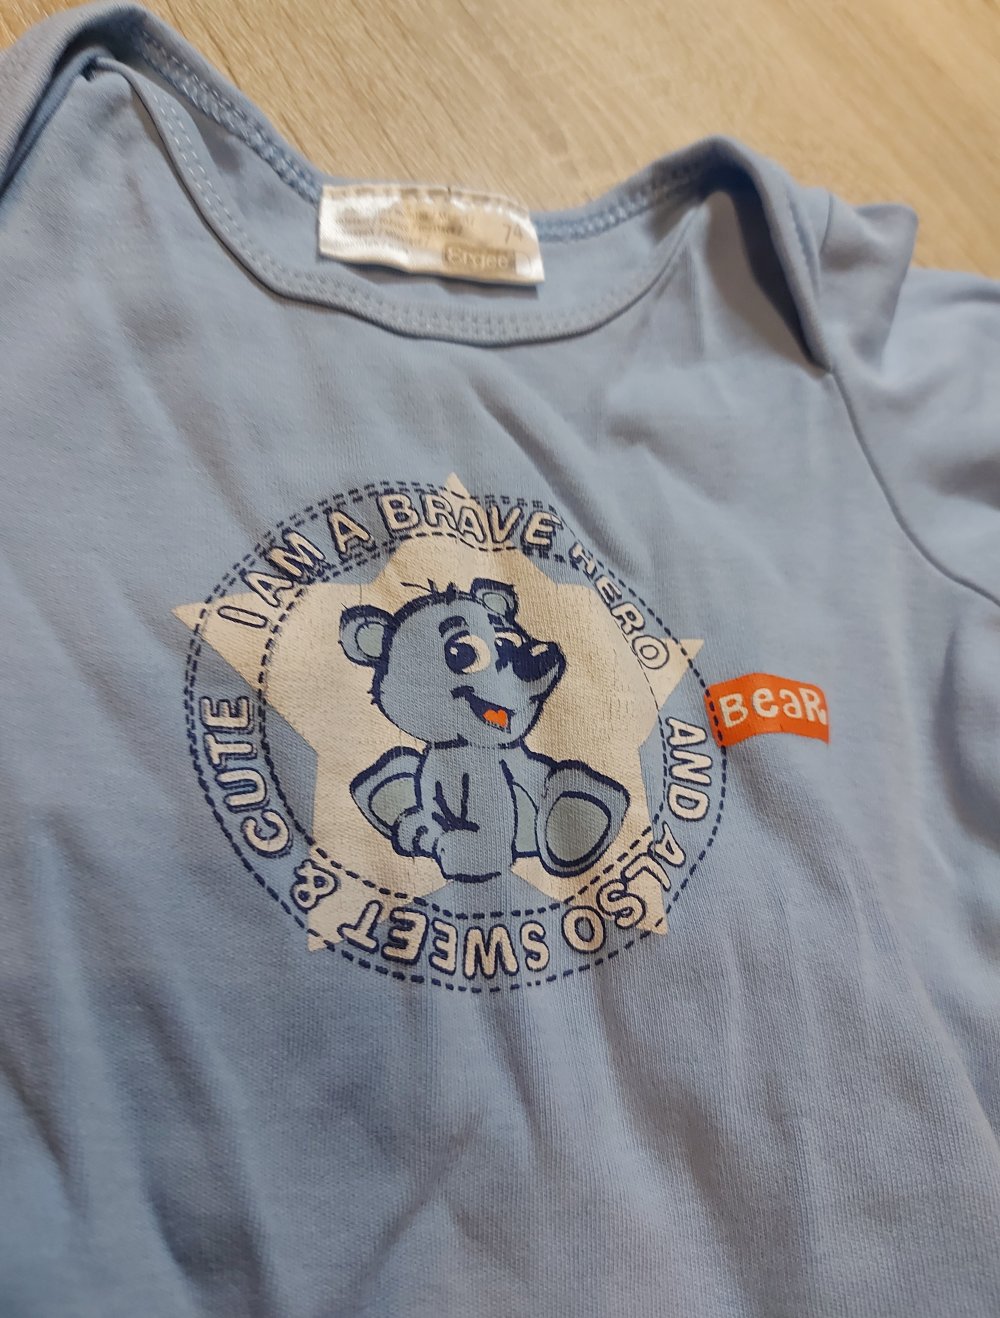 74
Ergee
I AM A BRAVE HERO AND ALSO SWEET & CUTE
BeaR